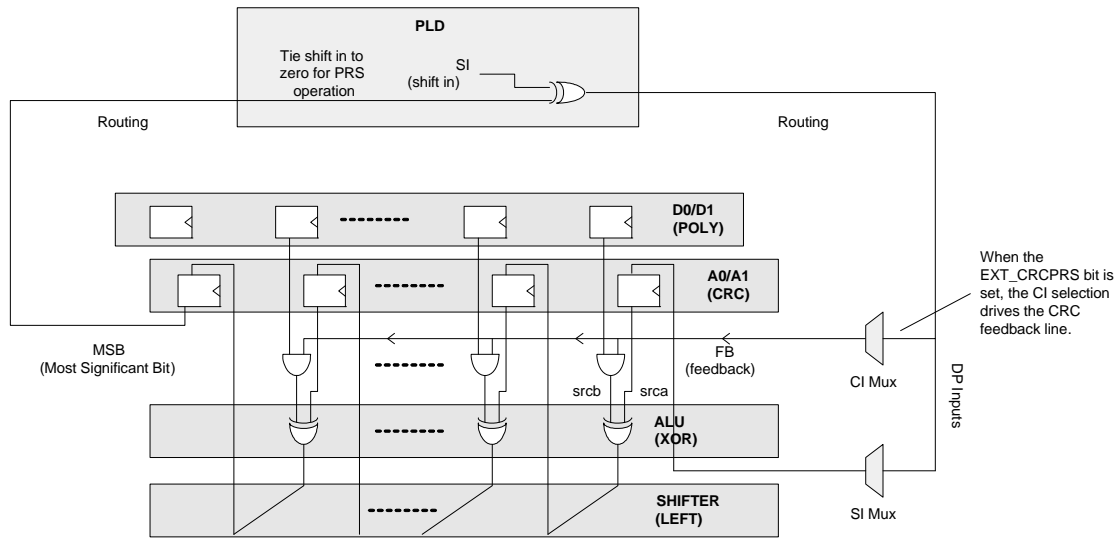 PLD
Tie shift in to
zero for PRS
operation
SI
(shift in)
Routing
Routing
D0/D1
(POLY)
A0/A1
(CRC)
When the
EXT_CRCPRS bit is
set, the CI selection
drives the CRC
feedback line.
MSB
(Most Significant Bit)
FB
(feedback)
CI Mux
DP Inputs
srcb
srca
ALU
(XOR)
SHIFTER
(LEFT)
SI Mux